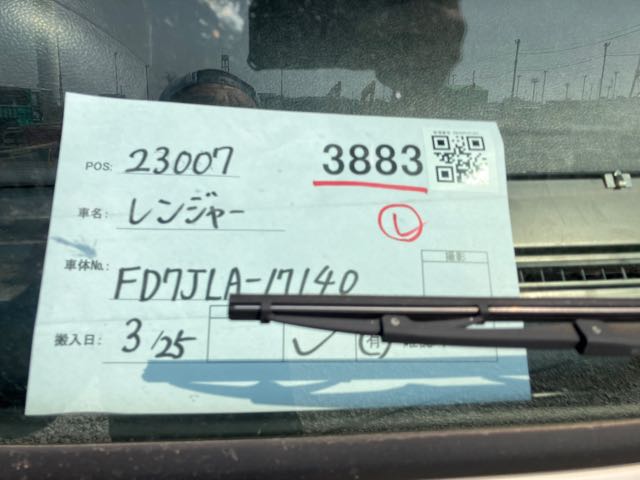 POS: 23007 3883
車名: レンジャー
レ
車体No.: FD7JLA-17140
撮影
搬入日: 3/25
有